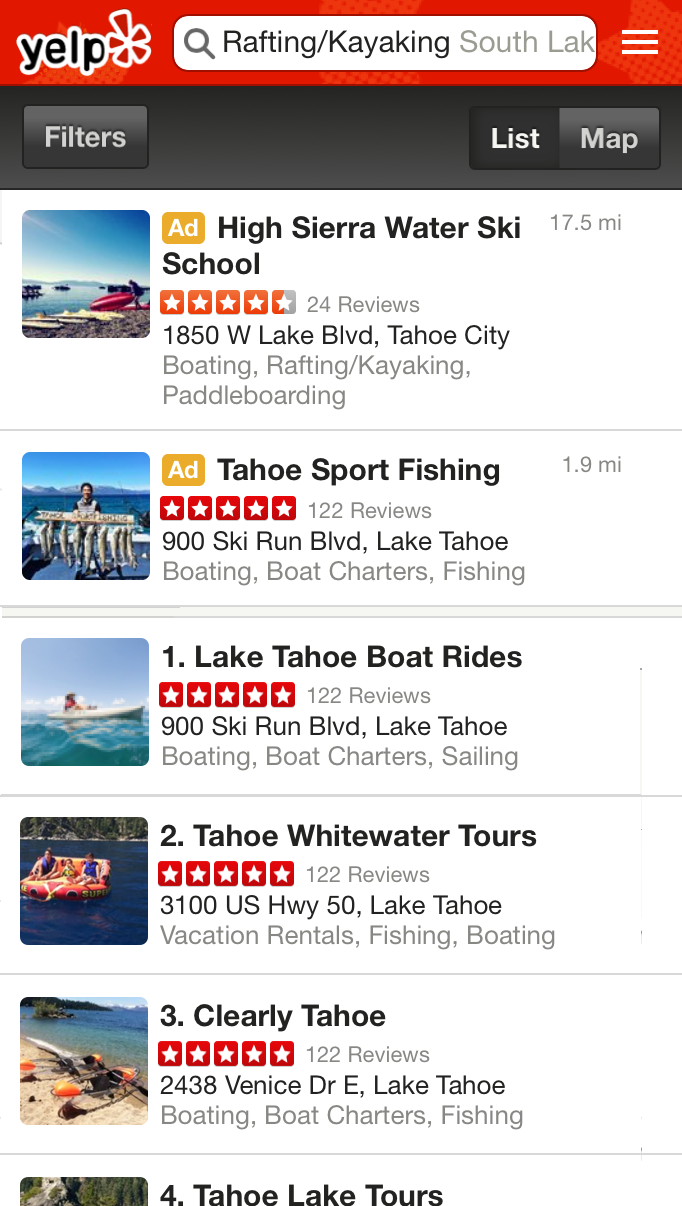 yelp
Rafting/Kayaking South Lak
Filters
List
Map
Ad High Sierra Water Ski
School
17.5 mi
24 Reviews
1850 W Lake Blvd, Tahoe City
Boating, Rafting/Kayaking,
Paddleboarding
Ad Tahoe Sport Fishing
1.9 mi
122 Reviews
900 Ski Run Blvd, Lake Tahoe
Boating, Boat Charters, Fishing
1. Lake Tahoe Boat Rides
122 Reviews
900 Ski Run Blvd, Lake Tahoe
Boating, Boat Charters, Sailing
2. Tahoe Whitewater Tours
122 Reviews
3100 US Hwy 50, Lake Tahoe
Vacation Rentals, Fishing, Boating
3. Clearly Tahoe
122 Reviews
2438 Venice Dr E, Lake Tahoe
Boating, Boat Charters, Fishing
4. Tahoe Lake Tours